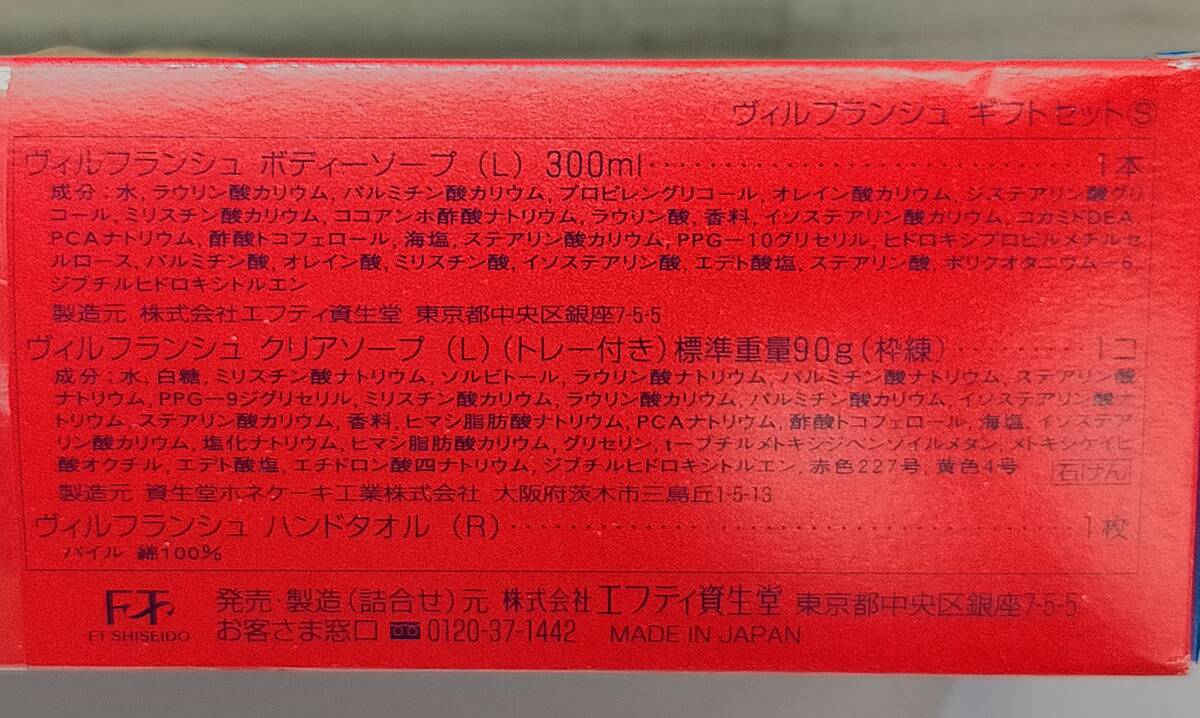 ヴィルフランシュ ギフトセットⓈ
ヴィルフランシュ ボディーソープ (L) 300ml‥‥‥‥‥‥‥‥‥‥1本
成分：水, ラウリン酸カリウム, パルミチン酸カリウム, プロピレングリコール, オレイン酸カリウム, ジステアリン酸グリ
コール, ミリスチン酸カリウム, ココアンホ酢酸ナトリウム, ラウリン酸, 香料, イソステアリン酸カリウム, コカミドDEA,
PCAナトリウム, 酢酸トコフェロール, 海塩, ステアリン酸カリウム, PPG−10グリセリル, ヒドロキシプロピルメチルセ
ルロース, パルミチン酸, オレイン酸, ミリスチン酸, イソステアリン酸, エデト酸塩, ステアリン酸, ポリクオタニウム−6,
ジブチルヒドロキシトルエン
製造元 株式会社エフティ資生堂 東京都中央区銀座7-5-5
ヴィルフランシュ クリアソープ (L)(トレー付き)標準重量90g(枠練)‥‥‥‥‥1コ
成分：水, 白糖, ミリスチン酸ナトリウム, ソルビトール, ラウリン酸ナトリウム, パルミチン酸ナトリウム, ステアリン酸
ナトリウム, PPG−9ジグリセリル, ミリスチン酸カリウム, ラウリン酸カリウム, パルミチン酸カリウム, イソステアリン酸ナ
トリウム, ステアリン酸カリウム, 香料, ヒマシ脂肪酸ナトリウム, PCAナトリウム, 酢酸トコフェロール, 海塩, イソステア
リン酸カリウム, 塩化ナトリウム, ヒマシ脂肪酸カリウム, グリセリン, t−ブチルメトキシジベンゾイルメタン, メトキシケイヒ
酸オクチル, エデト酸塩, エチドロン酸四ナトリウム, ジブチルヒドロキシトルエン, 赤色227号, 黄色4号 石けん
製造元 資生堂ホネケーキ工業株式会社 大阪府茨木市三島丘1-5-13
ヴィルフランシュ ハンドタオル (R)‥‥‥‥‥‥‥‥‥‥‥‥1枚
パイル 綿100%
FT SHISEIDO
発売・製造(詰合せ)元 株式会社エフティ資生堂 東京都中央区銀座7-5-5
お客さま窓口 0120-37-1442 MADE IN JAPAN